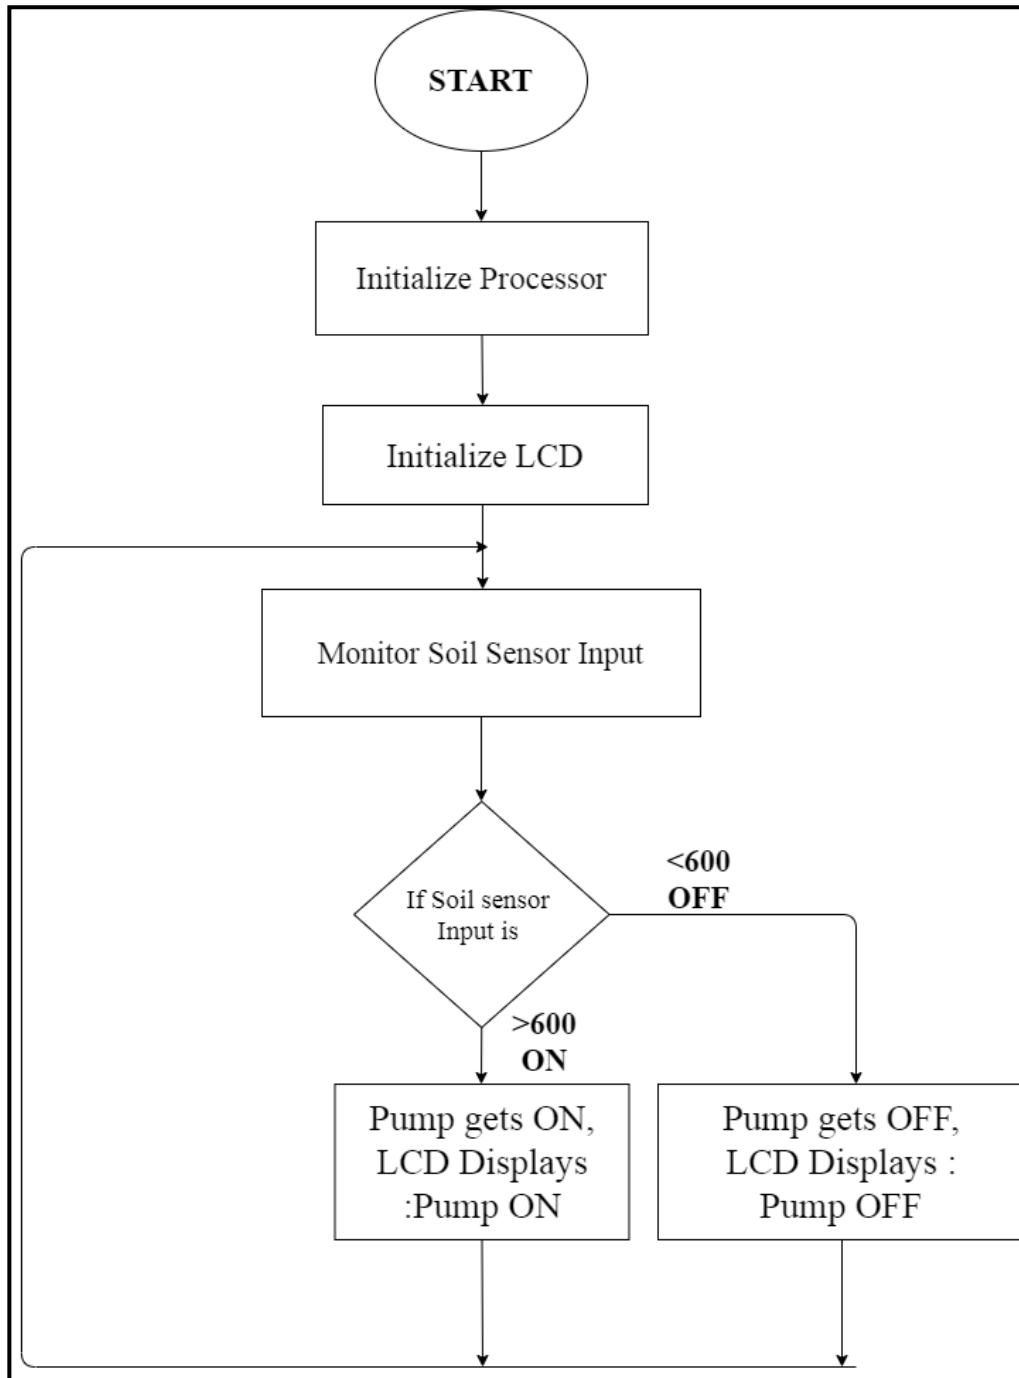 START
Initialize Processor
Initialize LCD
Monitor Soil Sensor Input
If Soil sensor
Input is
<600
OFF
>600
ON
Pump gets ON,
LCD Displays
:Pump ON
Pump gets OFF,
LCD Displays :
Pump OFF